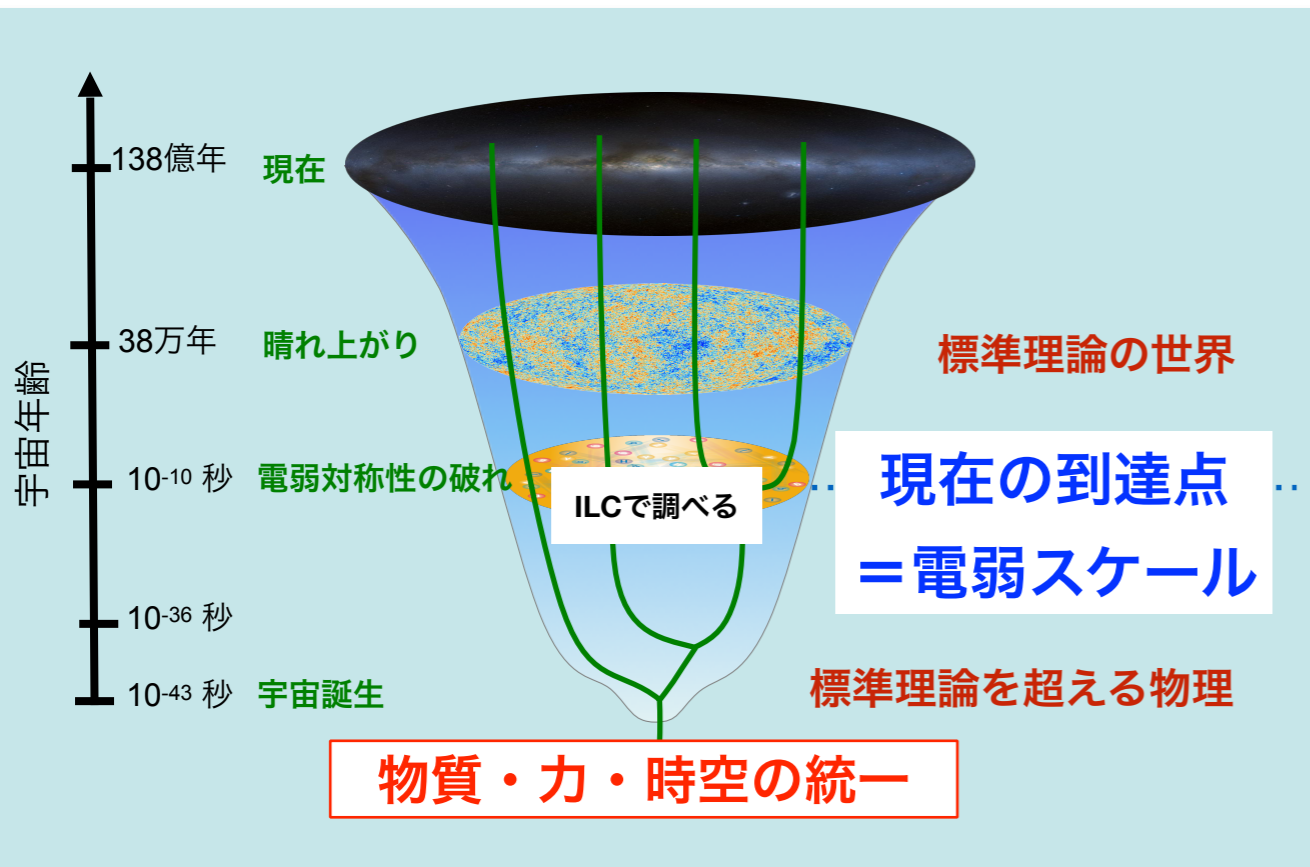 138億年 現在
38万年 晴れ上がり
標準理論の世界
宇宙年齢
10-10 秒 電弱対称性の破れ
ILCで調べる
現在の到達点
＝電弱スケール
10-36 秒
10-43 秒 宇宙誕生
標準理論を超える物理
物質・力・時空の統一